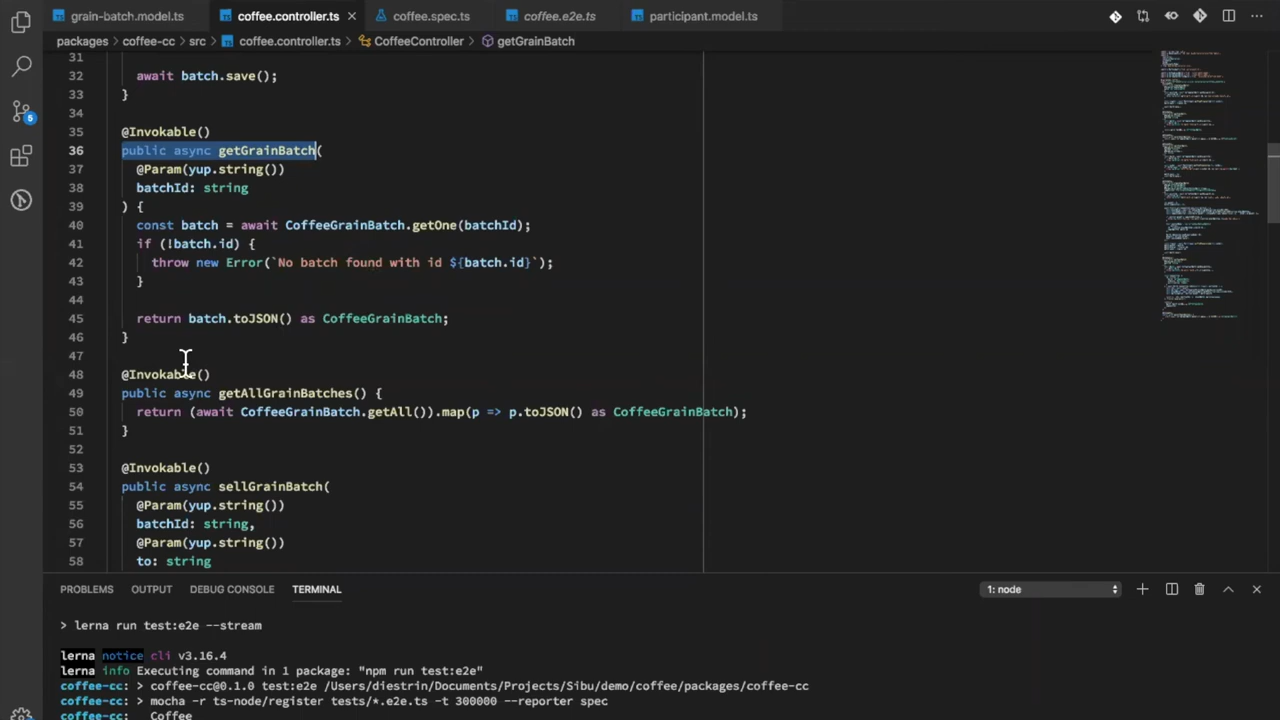 grain-batch.model.ts coffee.controller.ts coffee.spec.ts coffee.e2e.ts participant.model.ts
packages > coffee-cc > src > coffee.controller.ts > CoffeeController > getGrainBatch
31
32 await batch.save();
33 }
34
35 @Invokable()
36 public async getGrainBatch(
37 @Param(yup.string())
38 batchId: string
39 ) {
40 const batch = await CoffeeGrainBatch.getOne(batchId);
41 if (!batch.id) {
42 throw new Error(`No batch found with id ${batch.id}`);
43 }
44
45 return batch.toJSON() as CoffeeGrainBatch;
46 }
47
48 @Invokable()
49 public async getAllGrainBatches() {
50 return (await CoffeeGrainBatch.getAll()).map(p => p.toJSON() as CoffeeGrainBatch);
51 }
52
53 @Invokable()
54 public async sellGrainBatch(
55 @Param(yup.string())
56 batchId: string,
57 @Param(yup.string())
58 to: string
5
PROBLEMS OUTPUT DEBUG CONSOLE TERMINAL 1: node
> lerna run test:e2e --stream
lerna notice cli v3.16.4
lerna info Executing command in 1 package: "npm run test:e2e"
coffee-cc: > coffee-cc@0.1.0 test:e2e /Users/diestrin/Documents/Projects/Sibu/demo/coffee/packages/coffee-cc
coffee-cc: > mocha -r ts-node/register tests/*.e2e.ts -t 300000 --reporter spec
coffee-cc: Coffee